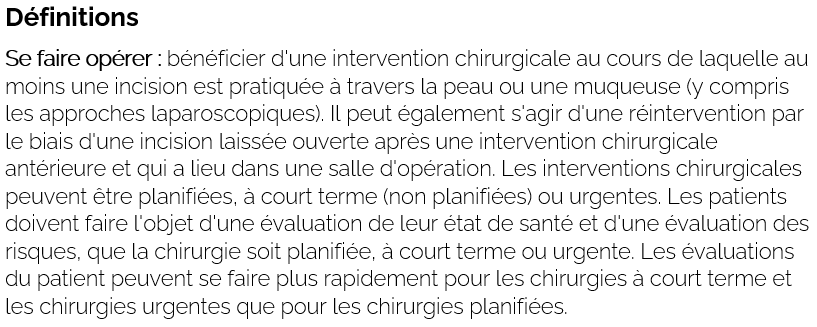 Définitions
Se faire opérer : bénéficier d'une intervention chirurgicale au cours de laquelle au
moins une incision est pratiquée à travers la peau ou une muqueuse (y compris
les approches laparoscopiques). Il peut également s'agir d'une réintervention par
le biais d'une incision laissée ouverte après une intervention chirurgicale
antérieure et qui a lieu dans une salle d'opération. Les interventions chirurgicales
peuvent être planifiées, à court terme (non planifiées) ou urgentes. Les patients
doivent faire l'objet d'une évaluation de leur état de santé et d'une évaluation des
risques, que la chirurgie soit planifiée, à court terme ou urgente. Les évaluations
du patient peuvent se faire plus rapidement pour les chirurgies à court terme et
les chirurgies urgentes que pour les chirurgies planifiées.